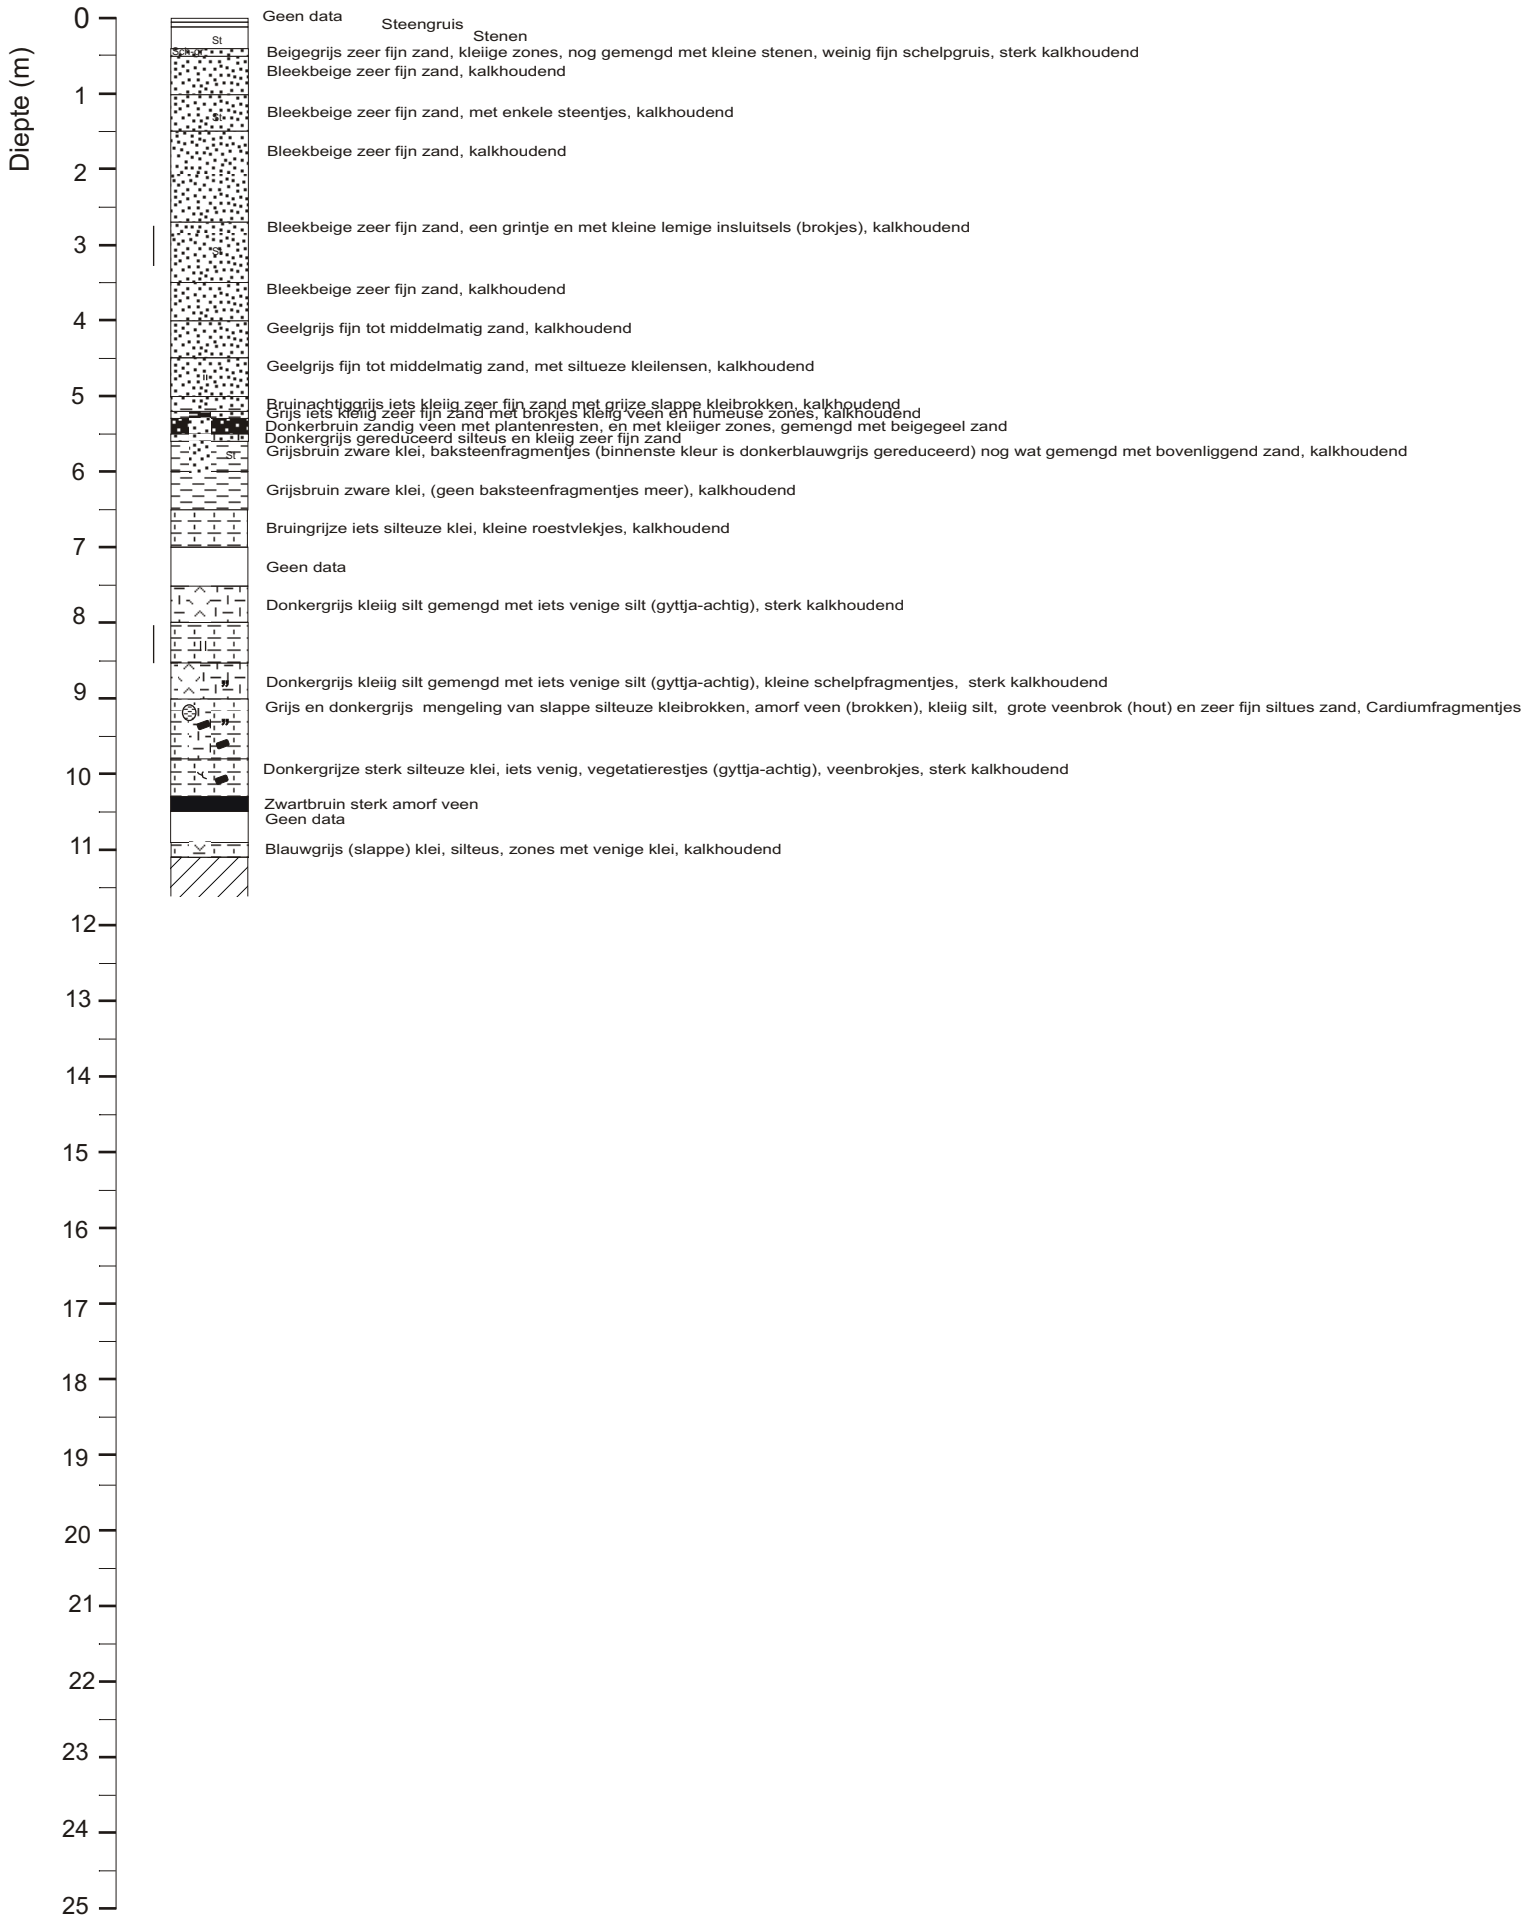 Diepte (m)
0
Geen data
Steengruis
Stenen
St
Beigegrijs zeer fijn zand, kleiige zones, nog gemengd met kleine stenen, weinig fijn schelpgruis, sterk kalkhoudend
Bleekbeige zeer fijn zand, kalkhoudend
1
Bleekbeige zeer fijn zand, met enkele steentjes, kalkhoudend
St
Bleekbeige zeer fijn zand, kalkhoudend
2
Bleekbeige zeer fijn zand, een grintje en met kleine lemige insluitsels (brokjes), kalkhoudend
3
St
Bleekbeige zeer fijn zand, kalkhoudend
4
Geelgrijs fijn tot middelmatig zand, kalkhoudend
Geelgrijs fijn tot middelmatig zand, met siltueze kleilensen, kalkhoudend
5
Bruinachtiggrijs iets kleiig zeer fijn zand met grijze slappe kleibrokken, kalkhoudend
Grijs iets kleiig zeer fijn zand met brokjes kleiig veen en humeuse zones, kalkhoudend
Donkerbruin zandig veen met plantenresten, en met kleiiger zones, gemengd met beigegeel zand
Donkergrijs gereduceerd silteus en kleiig zeer fijn zand
Grijsbruin zware klei, baksteenfragmentjes (binnenste kleur is donkerblauwgrijs gereduceerd) nog wat gemengd met bovenliggend zand, kalkhoudend
St
6
Grijsbruin zware klei, (geen baksteenfragmentjes meer), kalkhoudend
Bruingrijze iets silteuze klei, kleine roestvlekjes, kalkhoudend
7
Geen data
Donkergrijs kleiig silt gemengd met iets venige silt (gyttja-achtig), sterk kalkhoudend
8
Donkergrijs kleiig silt gemengd met iets venige silt (gyttja-achtig), kleine schelpfragmentjes, sterk kalkhoudend
9
Grijs en donkergrijs mengeling van slappe silteuze kleibrokken, amorf veen (brokken), kleiig silt, grote veenbrok (hout) en zeer fijn siltues zand, Cardiumfragmentjes
Donkergrijze sterk silteuze klei, iets venig, vegetatierestjes (gyttja-achtig), veenbrokjes, sterk kalkhoudend
10
Zwartbruin sterk amorf veen
Geen data
11
Blauwgrijs (slappe) klei, silteus, zones met venige klei, kalkhoudend
12
13
14
15
16
17
18
19
20
21
22
23
24
25